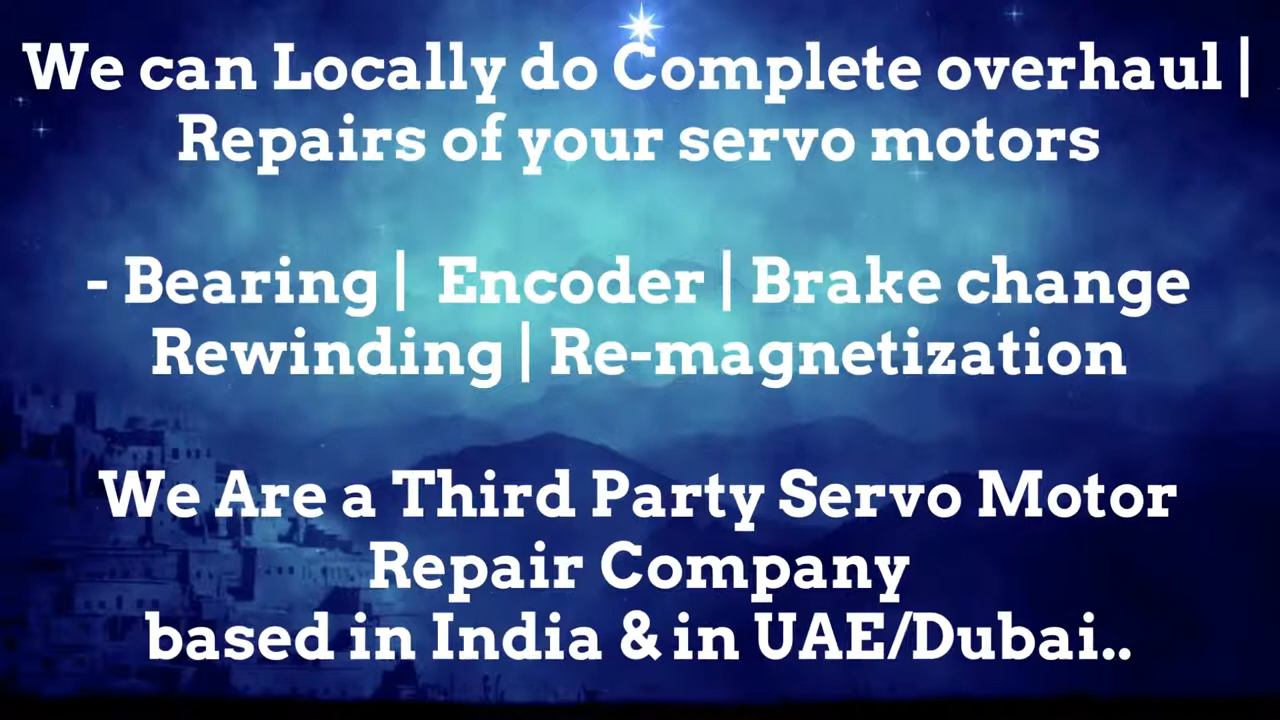 We can Locally do Complete overhaul |
Repairs of your servo motors
- Bearing | Encoder | Brake change
Rewinding | Re-magnetization
We Are a Third Party Servo Motor
Repair Company
based in India & in UAE/Dubai..